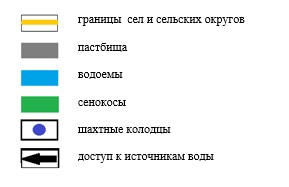 границы сел и сельских округов
пастбища
водоемы
сенокосы
шахтные колодцы
доступ к источникам воды